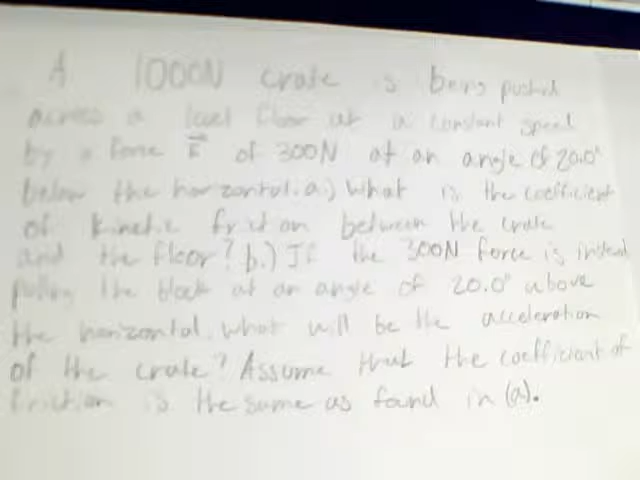 A 1000N crate is being pushed
across a level floor at a constant speed
by a force F of 300N at an angle of 20.0°
below the horizontal. a.) What is the coefficient
of kinetic friction between the crate
and the floor? b.) If the 300N force is instead
pulling the block at an angle of 20.0° above
the horizontal, what will be the acceleration
of the crate? Assume that the coefficient of
friction is the same as found in (a).